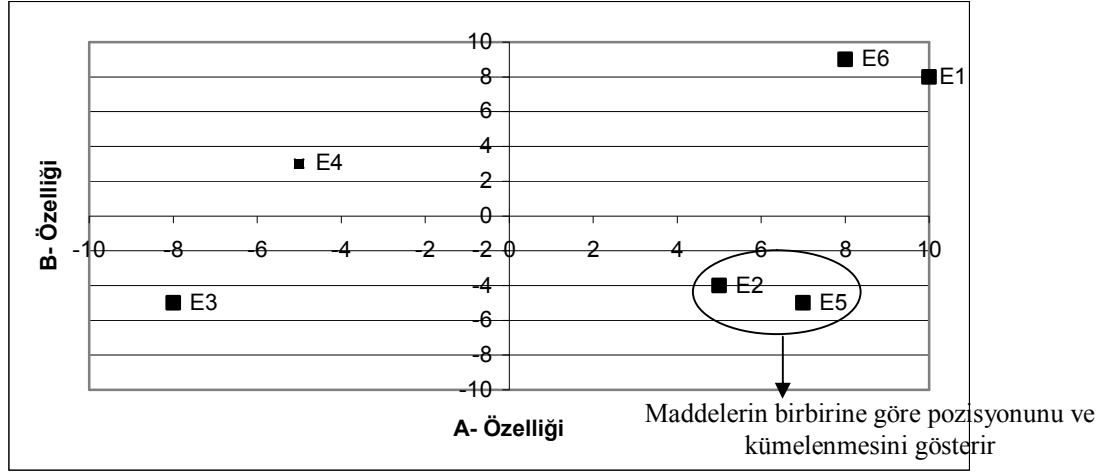 10
8
6
4
2
0
-2
-4
-6
-8
-10
-10 -8 -6 -4 -2 0 2 4 6 8 10
E6
E1
E4
E2
E3
E5
B- Özelliği
A- Özelliği
Maddelerin birbirine göre pozisyonunu ve
kümelenmesini gösterir